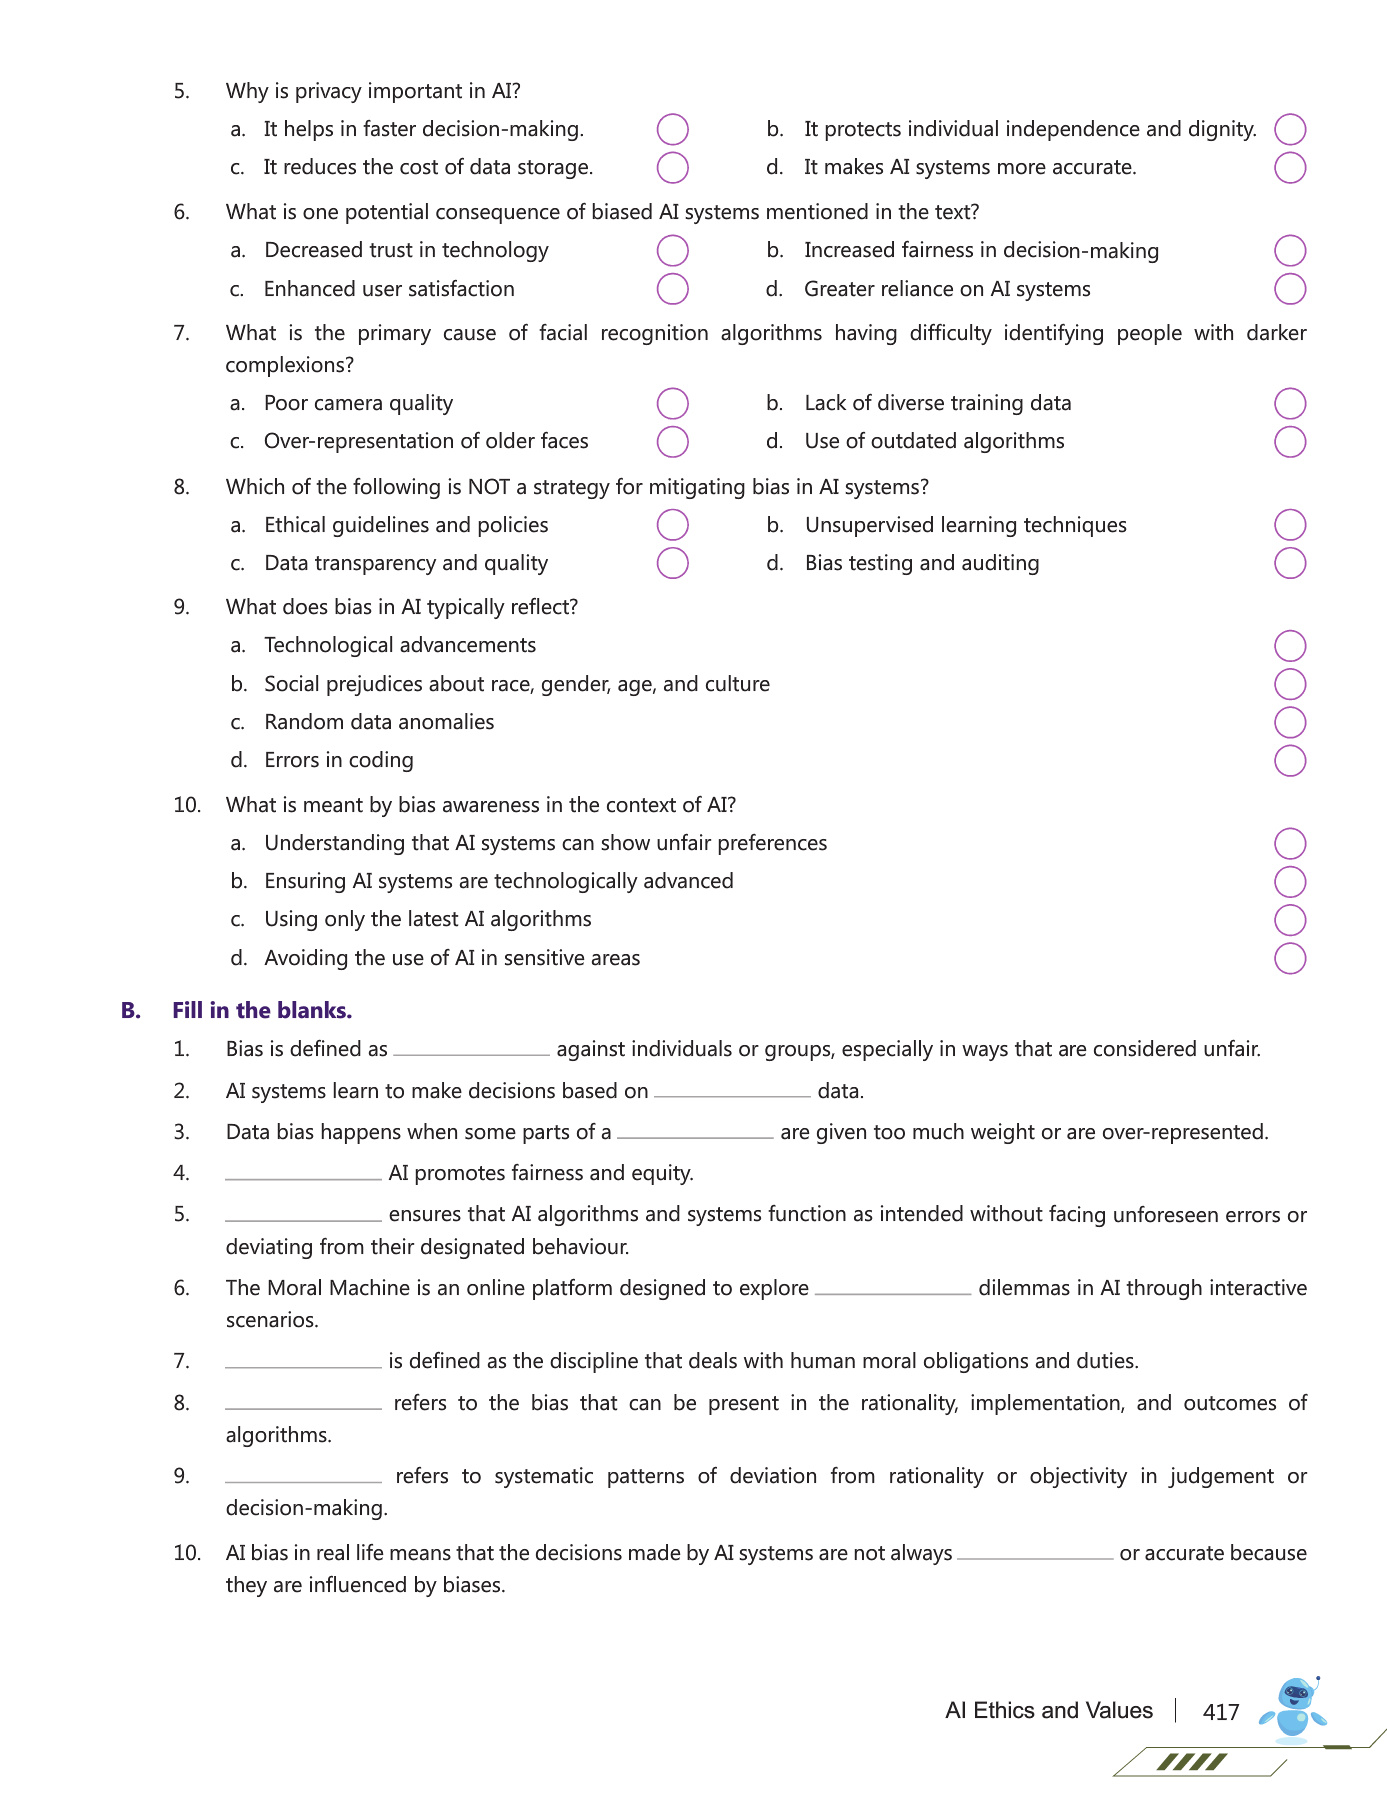 5. Why is privacy important in AI?
a. It helps in faster decision-making. b. It protects individual independence and dignity.
c. It reduces the cost of data storage. d. It makes AI systems more accurate.
6. What is one potential consequence of biased AI systems mentioned in the text?
a. Decreased trust in technology b. Increased fairness in decision-making
c. Enhanced user satisfaction d. Greater reliance on AI systems
7. What is the primary cause of facial recognition algorithms having difficulty identifying people with darker
complexions?
a. Poor camera quality b. Lack of diverse training data
c. Over-representation of older faces d. Use of outdated algorithms
8. Which of the following is NOT a strategy for mitigating bias in AI systems?
a. Ethical guidelines and policies b. Unsupervised learning techniques
c. Data transparency and quality d. Bias testing and auditing
9. What does bias in AI typically reflect?
a. Technological advancements
b. Social prejudices about race, gender, age, and culture
c. Random data anomalies
d. Errors in coding
10. What is meant by bias awareness in the context of AI?
a. Understanding that AI systems can show unfair preferences
b. Ensuring AI systems are technologically advanced
c. Using only the latest AI algorithms
d. Avoiding the use of AI in sensitive areas
B. Fill in the blanks.
1. Bias is defined as ______________ against individuals or groups, especially in ways that are considered unfair.
2. AI systems learn to make decisions based on ______________ data.
3. Data bias happens when some parts of a ______________ are given too much weight or are over-represented.
4. ______________ AI promotes fairness and equity.
5. ______________ ensures that AI algorithms and systems function as intended without facing unforeseen errors or
deviating from their designated behaviour.
6. The Moral Machine is an online platform designed to explore ______________ dilemmas in AI through interactive
scenarios.
7. ______________ is defined as the discipline that deals with human moral obligations and duties.
8. ______________ refers to the bias that can be present in the rationality, implementation, and outcomes of
algorithms.
9. ______________ refers to systematic patterns of deviation from rationality or objectivity in judgement or
decision-making.
10. AI bias in real life means that the decisions made by AI systems are not always ______________ or accurate because
they are influenced by biases.
AI Ethics and Values 417